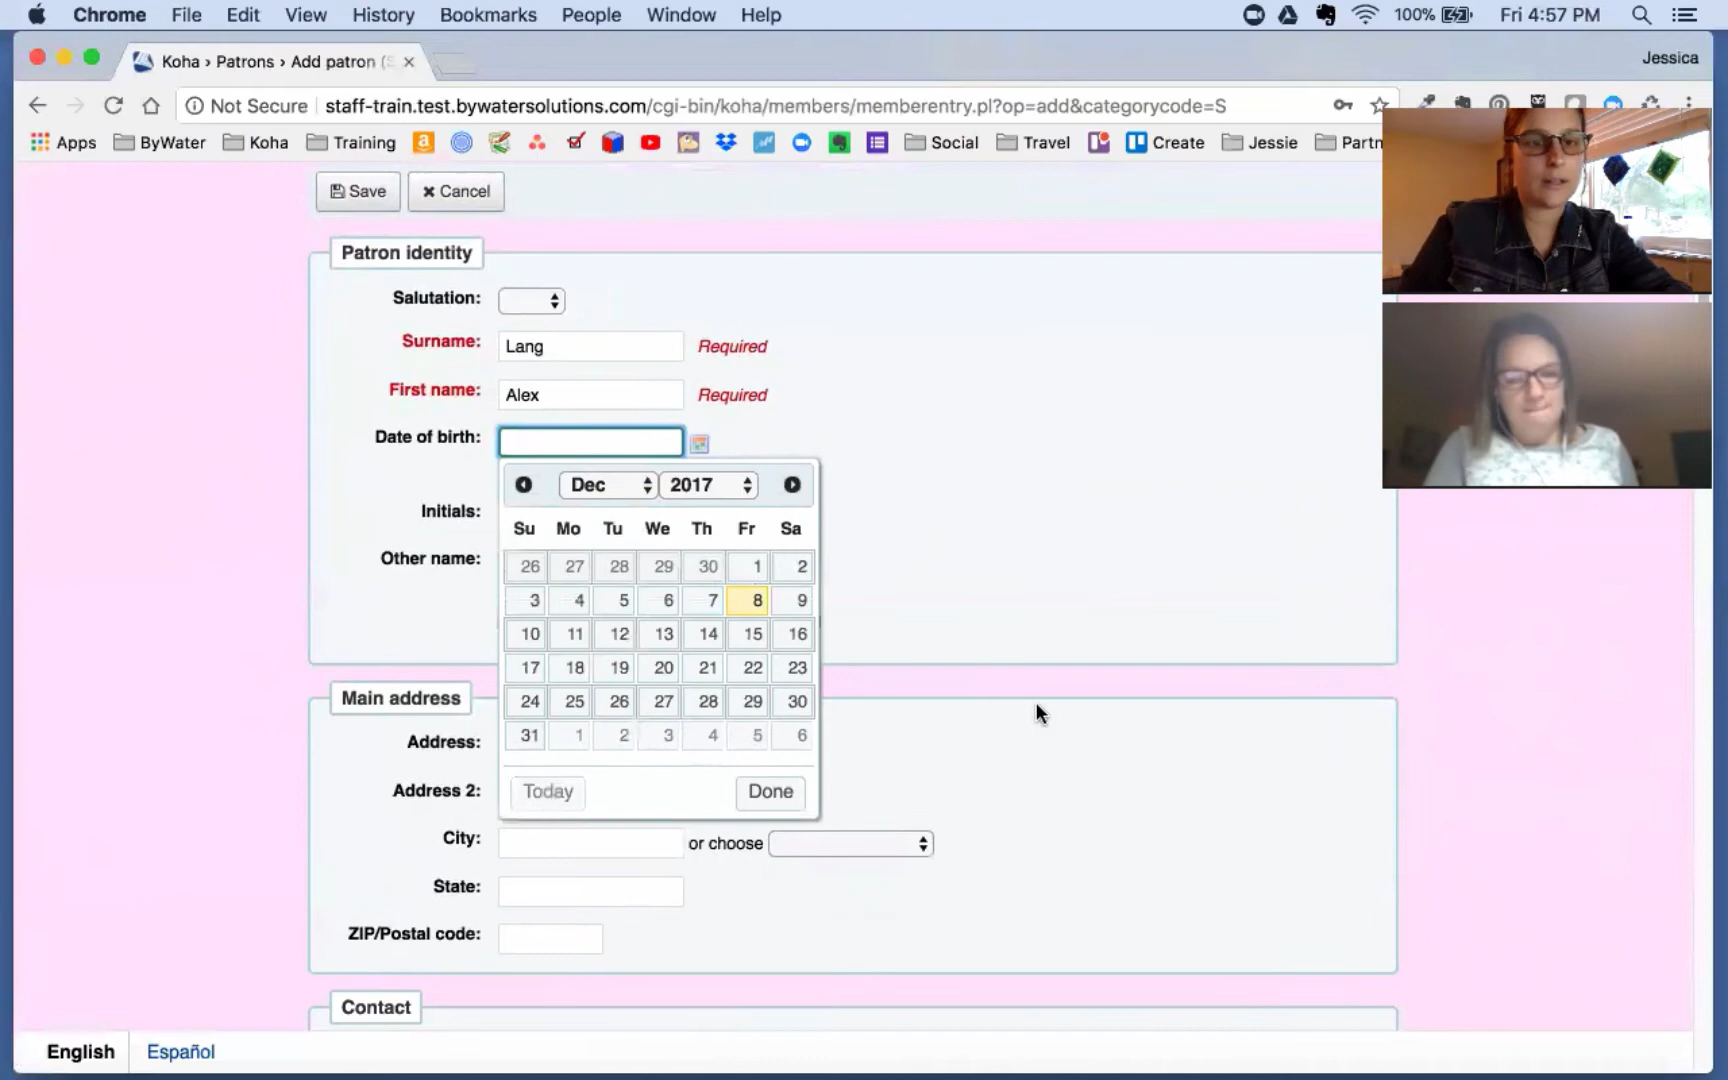 Chrome File Edit View History Bookmarks People Window Help 100% Fri 4:57 PM
Koha › Patrons › Add patron ( Jessica
Not Secure staff-train.test.bywatersolutions.com/cgi-bin/koha/members/memberentry.pl?op=add&categorycode=S
Apps ByWater Koha Training Social Travel Create Jessie Partn
Save Cancel
Patron identity
Salutation:
Surname: Lang Required
First name: Alex Required
Date of birth:
Dec 2017
Su Mo Tu We Th Fr Sa
26 27 28 29 30 1 2
3 4 5 6 7 8 9
10 11 12 13 14 15 16
17 18 19 20 21 22 23
24 25 26 27 28 29 30
31 1 2 3 4 5 6
Today Done
Initials:
Other name:
Main address
Address:
Address 2:
City: or choose
State:
ZIP/Postal code:
Contact
English Español